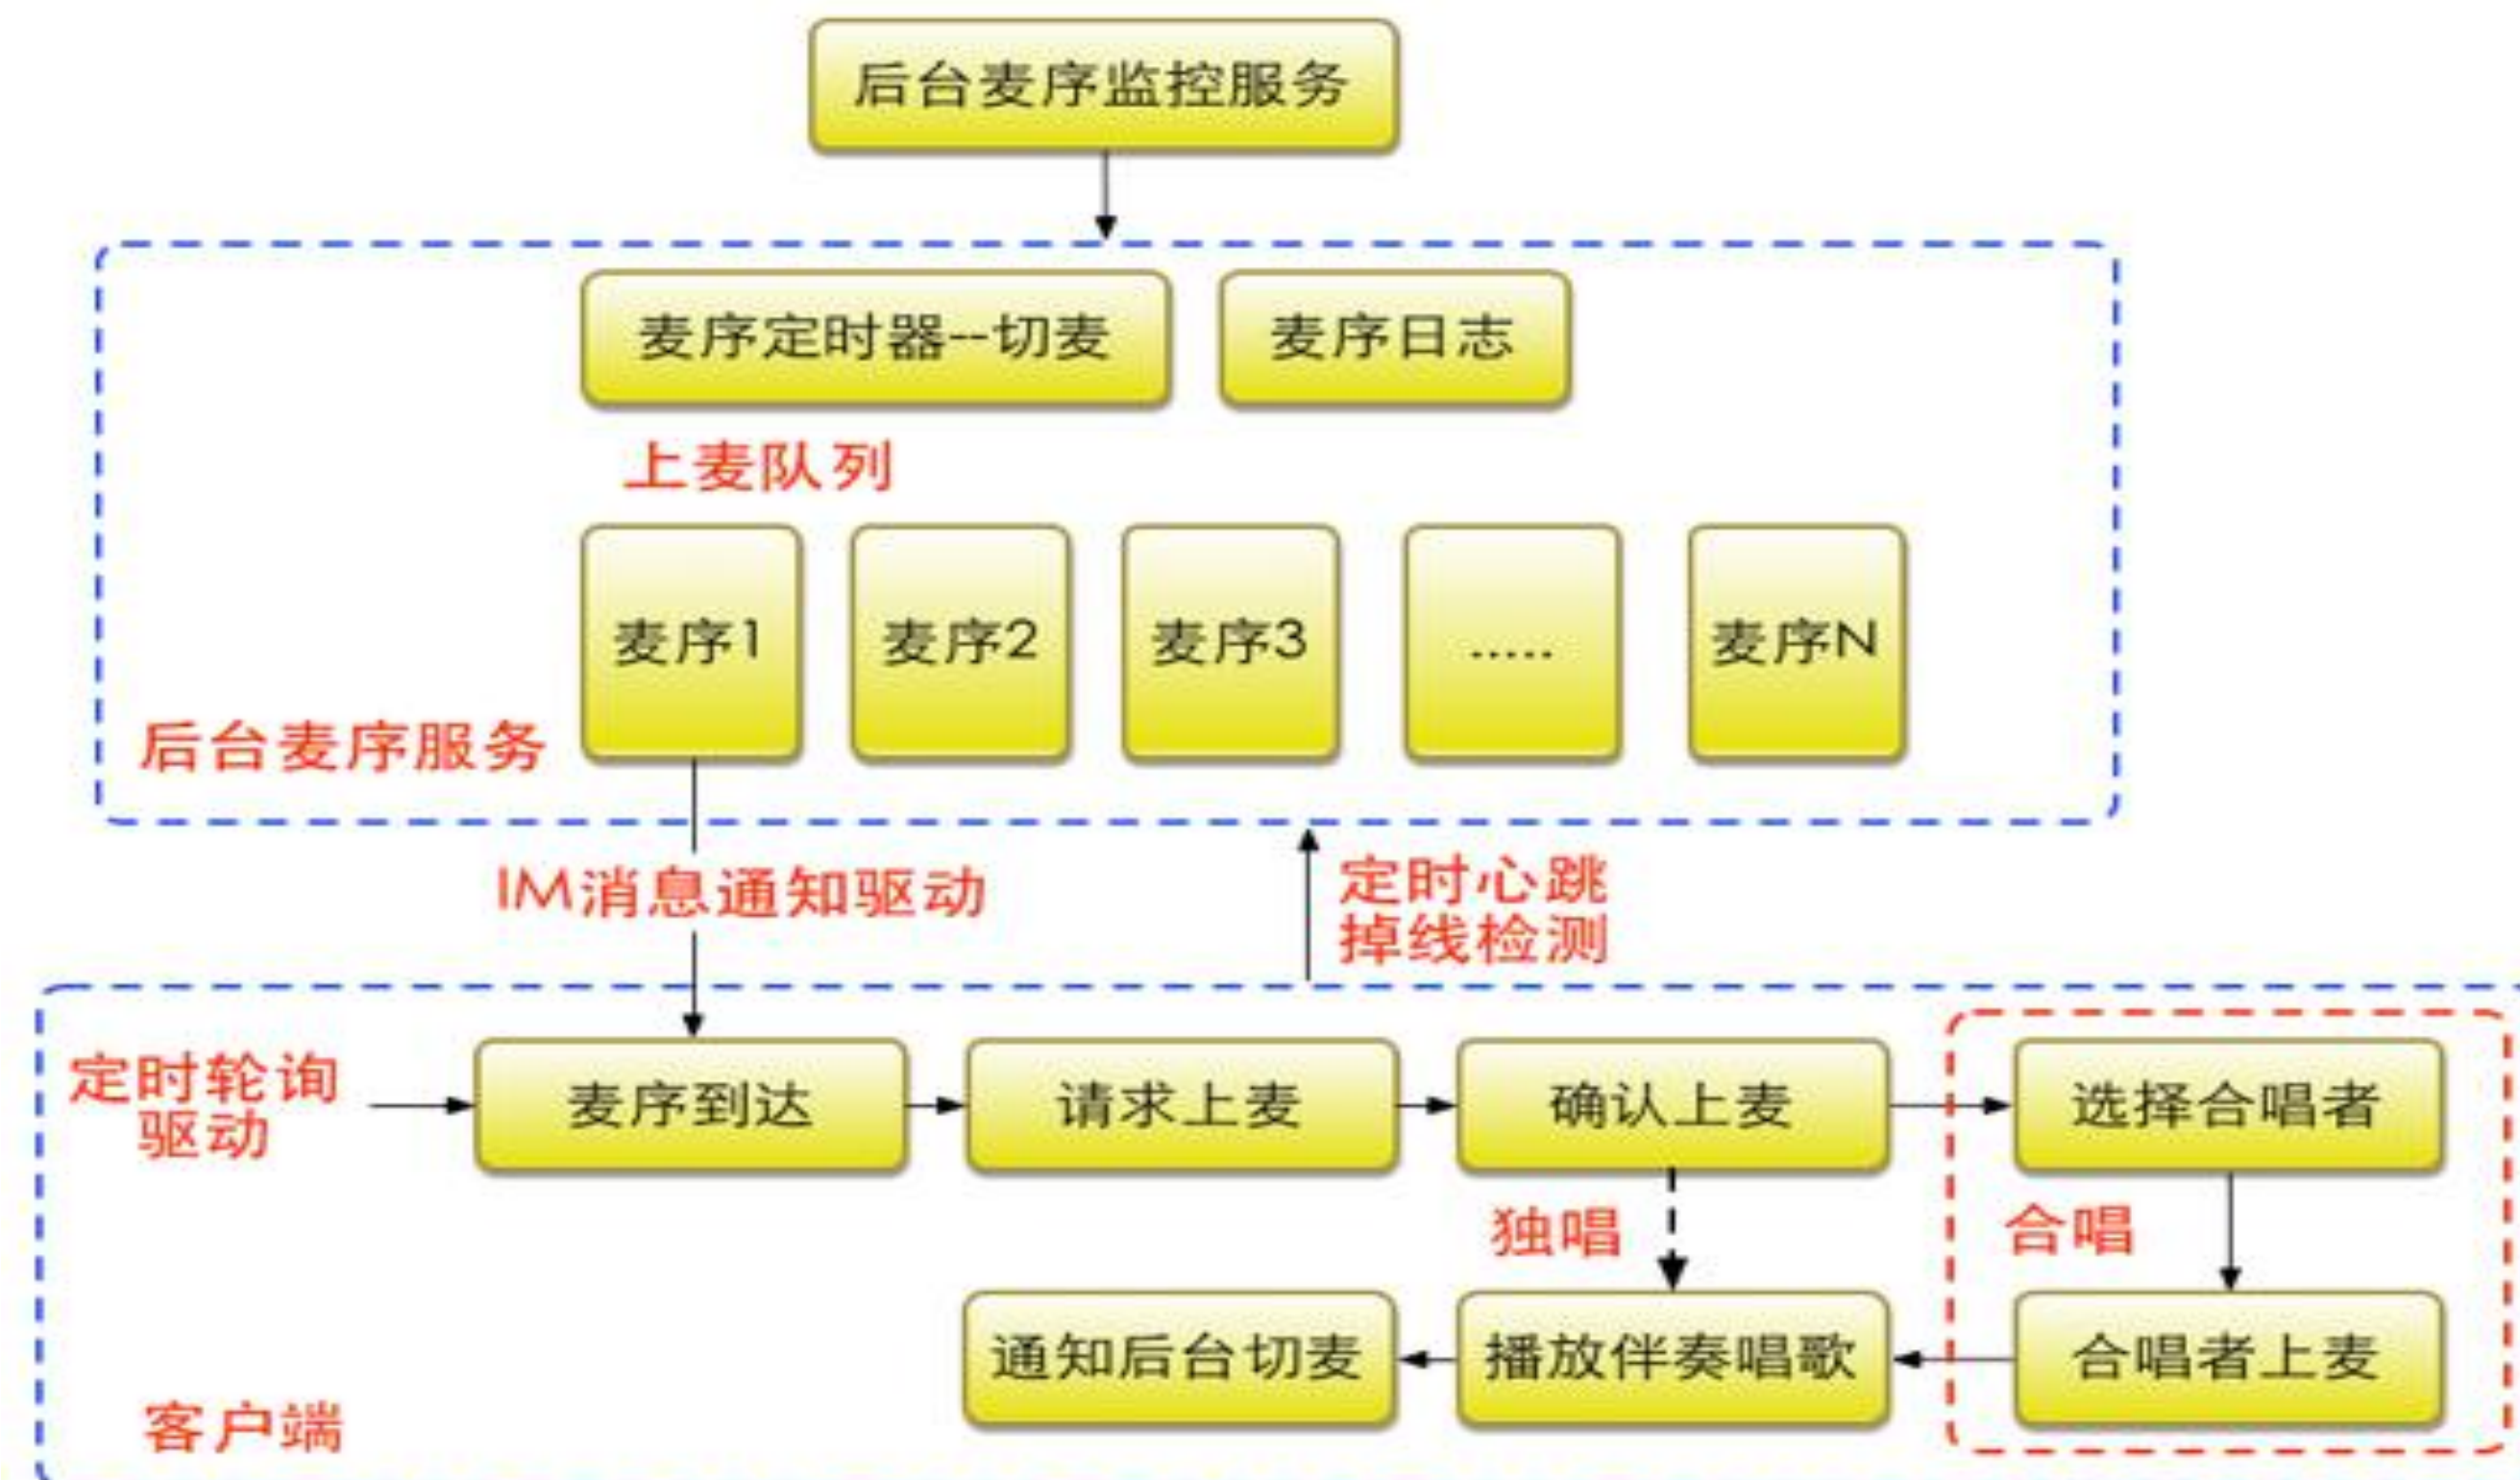 后台麦序监控服务
麦序定时器--切麦
麦序日志
上麦队列
麦序1
麦序2
麦序3
.....
麦序N
后台麦序服务
IM消息通知驱动
定时心跳
掉线检测
定时轮询
驱动
麦序到达
请求上麦
确认上麦
选择合唱者
独唱
合唱
通知后台切麦
播放伴奏唱歌
合唱者上麦
客户端